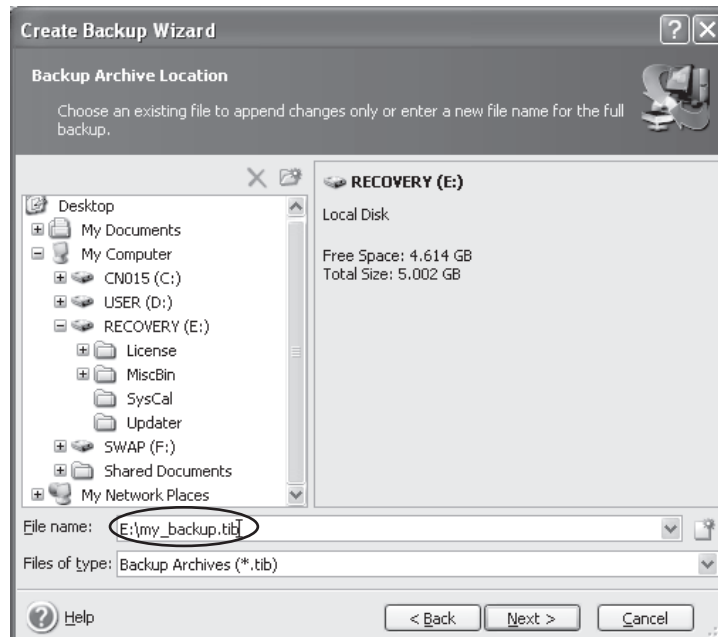 Create Backup Wizard
Backup Archive Location
Choose an existing file to append changes only or enter a new file name for the full
backup.
Desktop
My Documents
My Computer
CN015 (C:)
USER (D:)
RECOVERY (E:)
License
MiscBin
SysCal
Updater
SWAP (F:)
Shared Documents
My Network Places
RECOVERY (E:)
Local Disk
Free Space: 4.614 GB
Total Size: 5.002 GB
File name: E:\my_backup.tib
Files of type: Backup Archives (*.tib)
Help
< Back
Next >
Cancel